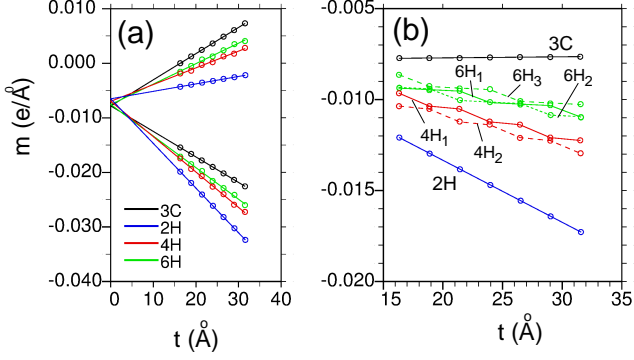 (a)
0.010
0.000
-0.010
-0.020
-0.030
-0.040
m (e/Å)
3C
2H
4H
6H
0
10
20
30
40
t (Å)
(b)
-0.005
-0.010
-0.015
-0.020
3C
6H1
6H3
6H2
4H1
4H2
2H
15
20
25
30
35
t (Å)